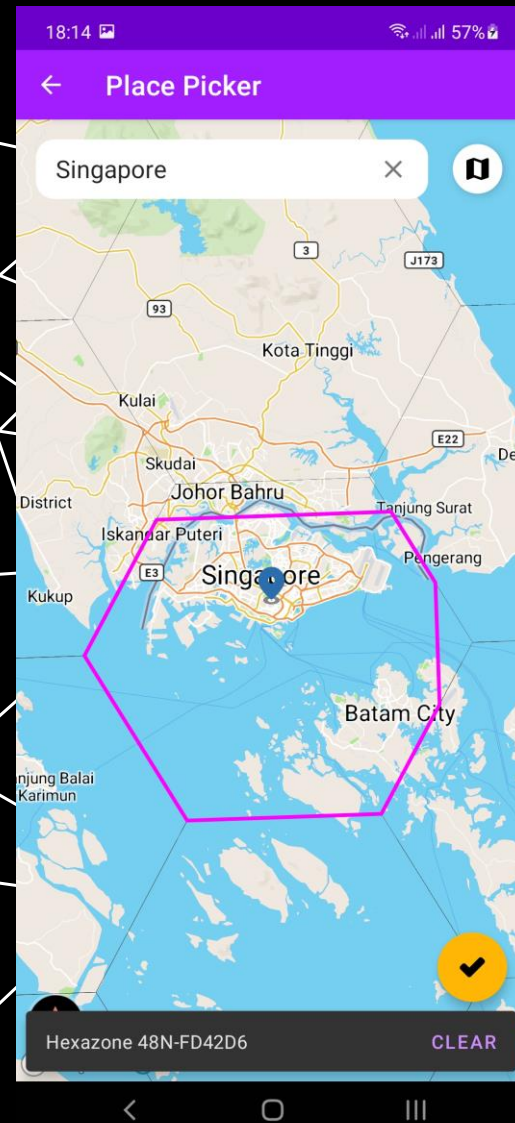 18:14
57%
Place Picker
Singapore
3
J173
93
Kota Tinggi
Kulai
E22
De
Skudai
Johor Bahru
District
Tanjung Surat
Iskandar Puteri
Pengerang
E3
Singapore
Kukup
Batam City
njung Balai
Karimun
Hexazone 48N-FD42D6
CLEAR